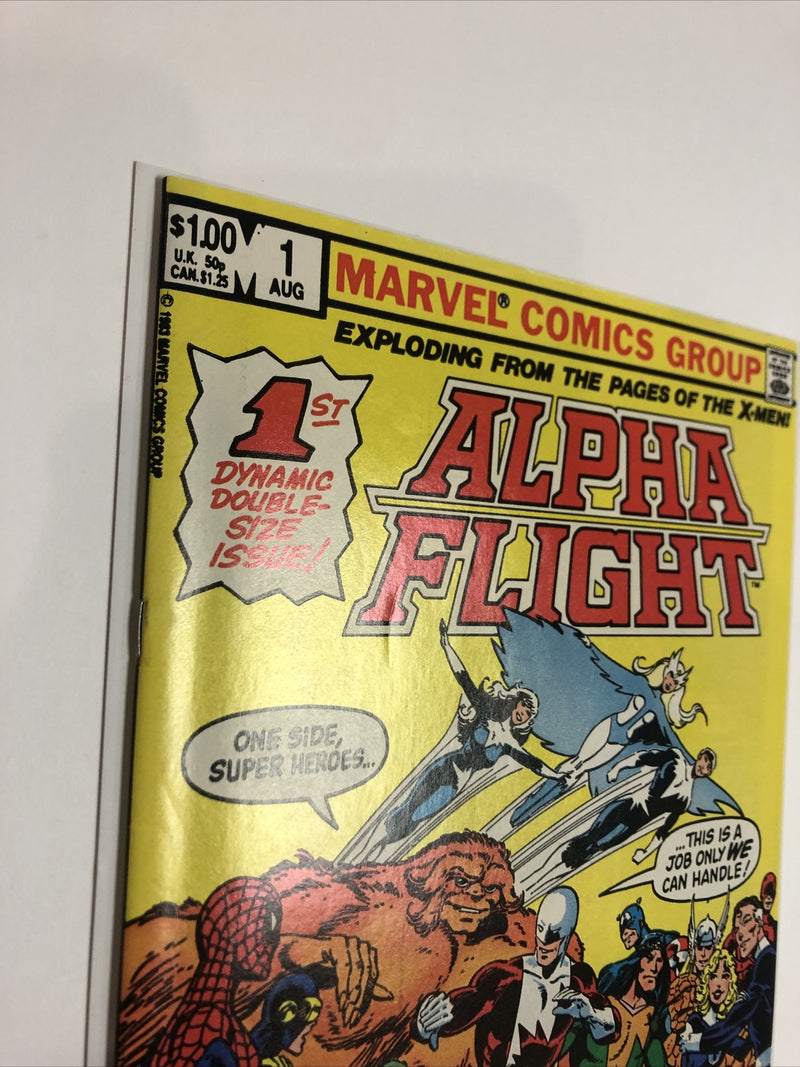 $1.00
U.K. 50p
CAN. $1.25
1
AUG
MARVEL® COMICS GROUP
© 1983 MARVEL COMICS GROUP
EXPLODING FROM THE PAGES OF THE X-MEN!
1ST
DYNAMIC
DOUBLE-
SIZE
ISSUE!
ALPHA
FLIGHT™
ONE SIDE,
SUPER HEROES...
...THIS IS A
JOB ONLY WE
CAN HANDLE!